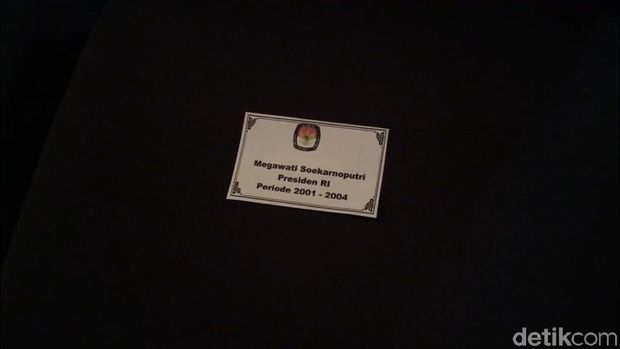 Megawati Soekarnoputri
Presiden RI
Periode 2001 - 2004
detikcom